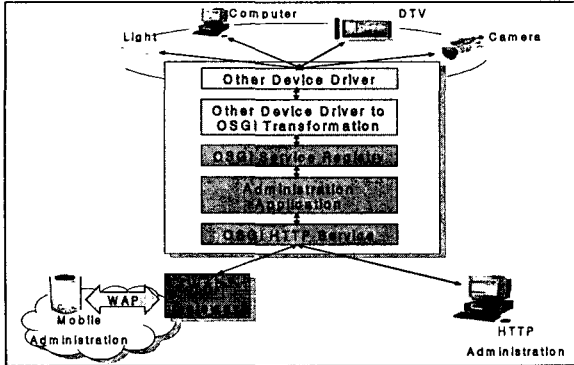 Computer
DTV
Light
Camera
Other Device Driver
Other Device Driver to
OSGI Transformation
OSGI Service Registry
Administration
Application
OSGI HTTP Service
WAP
Mobile
Administration
HTTP
Administration